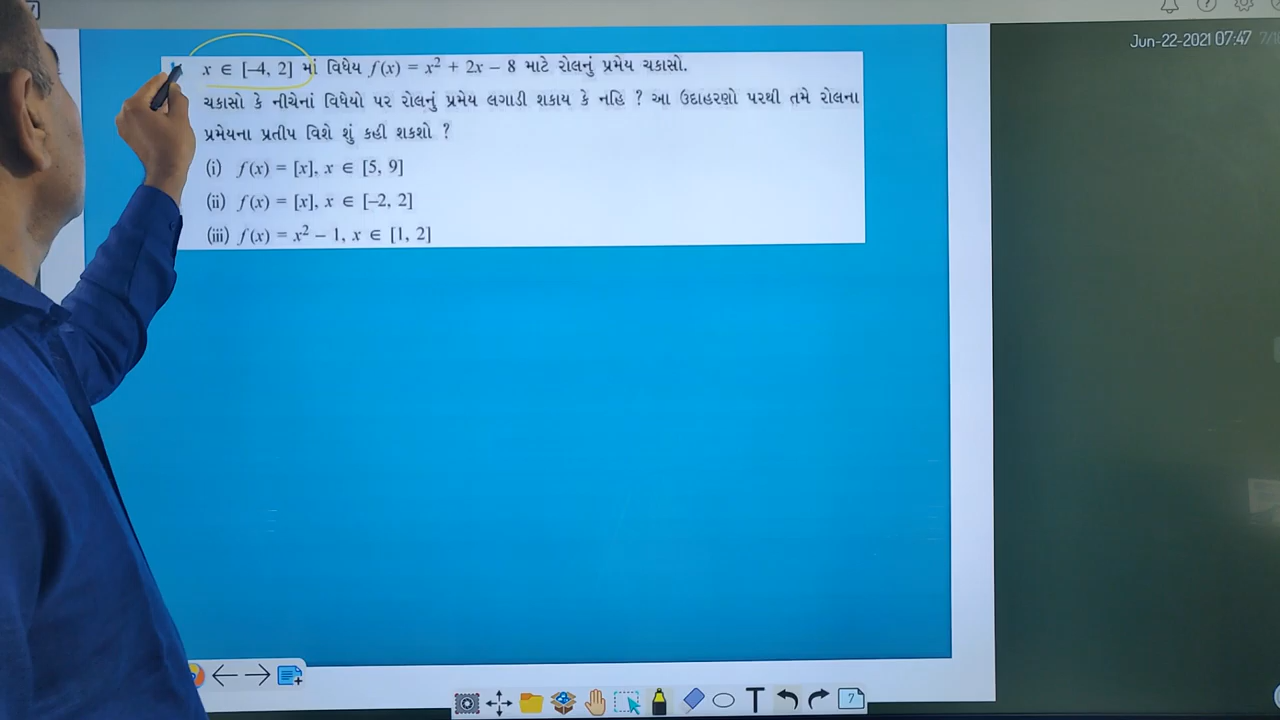 Jun-22-2021 07:47
x ∈ [–4, 2] માં વિધેય f(x) = x² + 2x – 8 માટે રોલનું પ્રમેય ચકાસો.
ચકાસો કે નીચેનાં વિધેયો પર રોલનું પ્રમેય લગાડી શકાય કે નહિ ? આ ઉદાહરણો પરથી તમે રોલના
પ્રમેયના પ્રતીપ વિશે શું કહી શકશો ?
(i) f(x) = [x], x ∈ [5, 9]
(ii) f(x) = [x], x ∈ [–2, 2]
(iii) f(x) = x² – 1, x ∈ [1, 2]
T
7